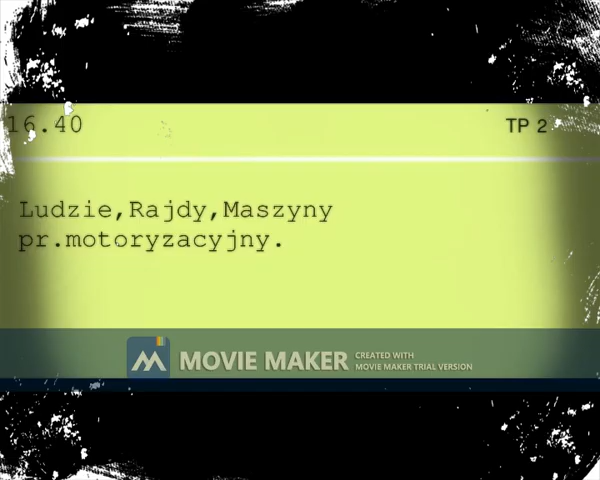 16.40
TP 2
Ludzie,Rajdy,Maszyny
pr.motoryzacyjny.
MOVIE MAKER
CREATED WITH
MOVIE MAKER TRIAL VERSION